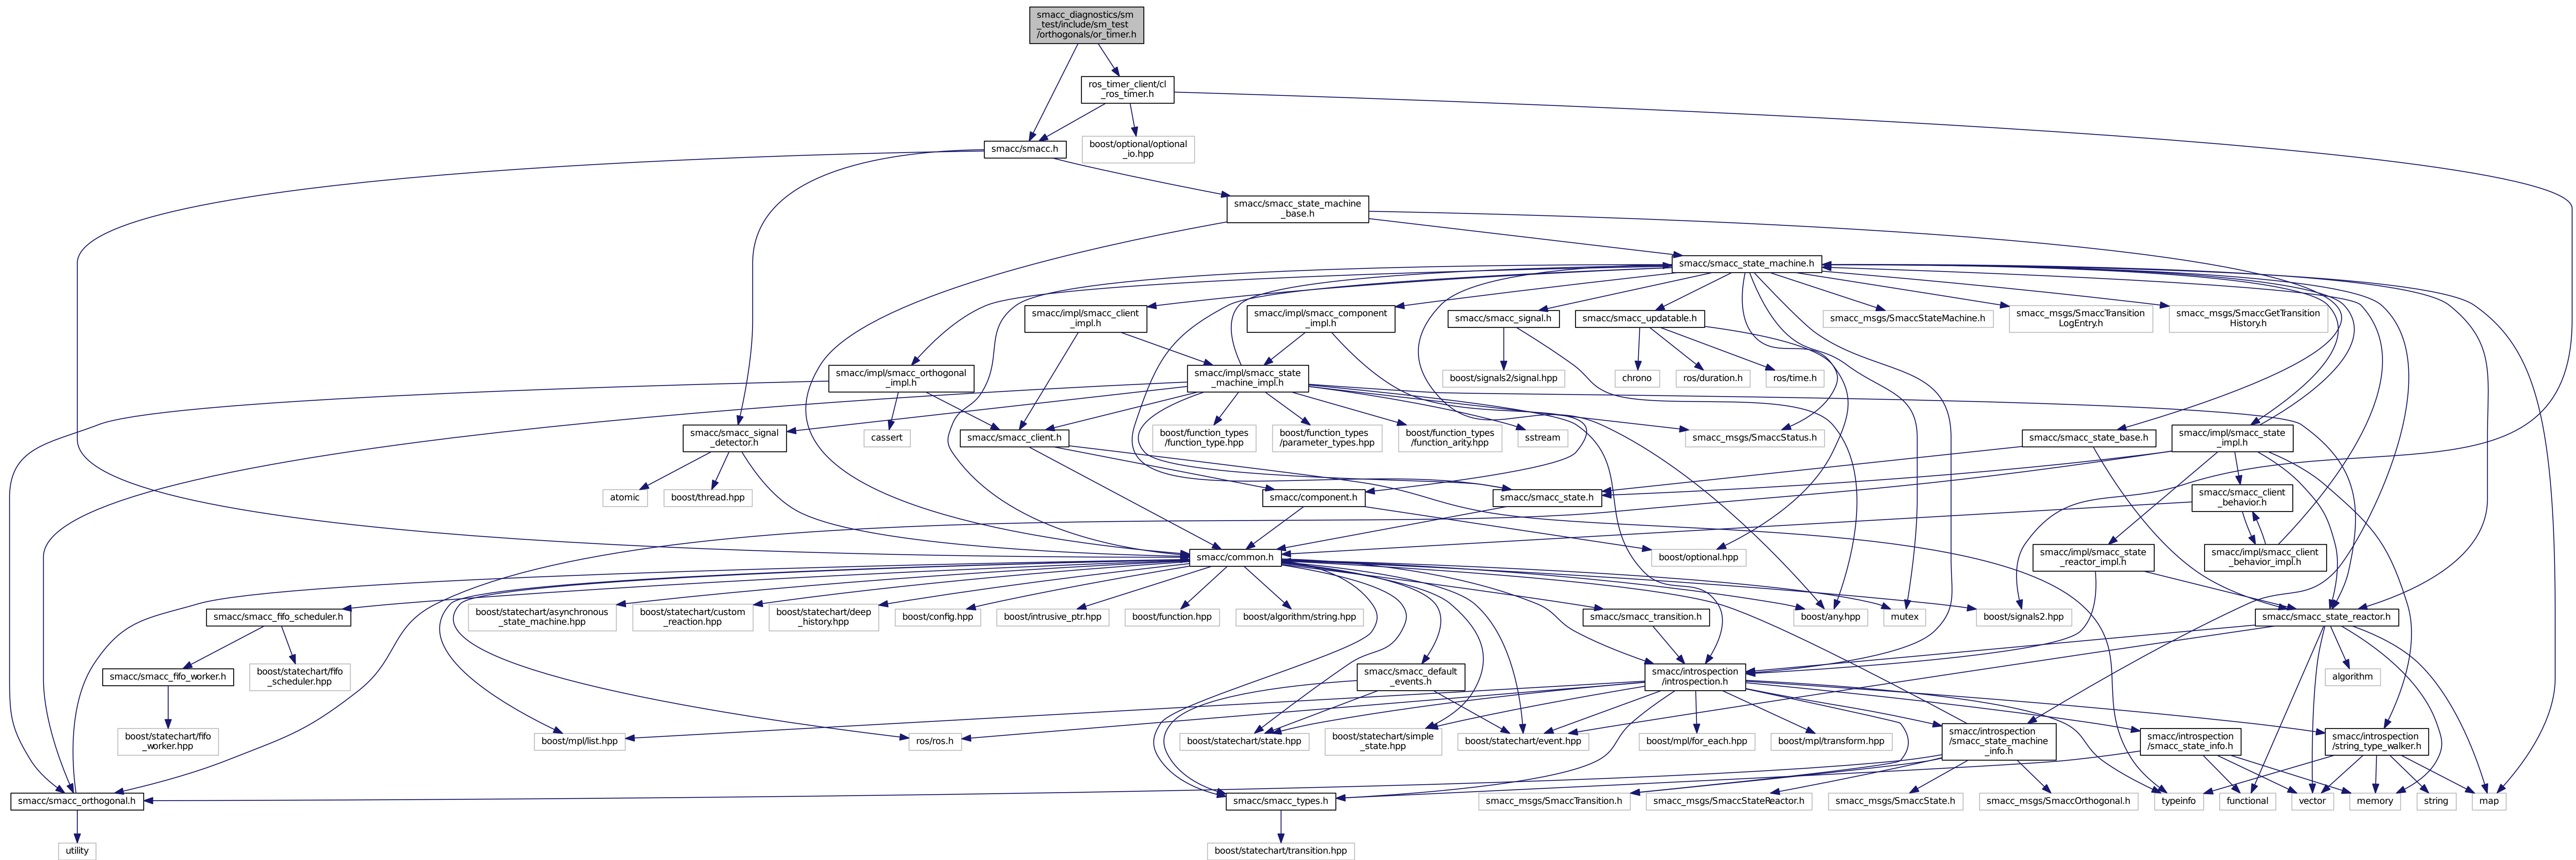 smacc_diagnostics/sm
_test/include/sm_test
/orthogonals/or_timer.h
ros_timer_client/cl
_ros_timer.h
smacc/smacc.h
boost/optional/optional
_io.hpp
smacc/smacc_state_machine
_base.h
smacc/smacc_state_machine.h
smacc/impl/smacc_client
_impl.h
smacc/impl/smacc_component
_impl.h
smacc/smacc_signal.h
smacc/smacc_updatable.h
smacc_msgs/SmaccStateMachine.h
smacc_msgs/SmaccTransition
LogEntry.h
smacc_msgs/SmaccGetTransition
History.h
smacc/impl/smacc_orthogonal
_impl.h
smacc/impl/smacc_state
_machine_impl.h
boost/signals2/signal.hpp
chrono
ros/duration.h
ros/time.h
smacc/smacc_signal
_detector.h
cassert
smacc/smacc_client.h
boost/function_types
/function_type.hpp
boost/function_types
/parameter_types.hpp
boost/function_types
/function_arity.hpp
sstream
smacc_msgs/SmaccStatus.h
smacc/smacc_state_base.h
smacc/impl/smacc_state
_impl.h
atomic
boost/thread.hpp
smacc/component.h
smacc/smacc_state.h
smacc/smacc_client
_behavior.h
smacc/common.h
boost/optional.hpp
smacc/impl/smacc_state
_reactor_impl.h
smacc/impl/smacc_client
_behavior_impl.h
smacc/smacc_fifo_scheduler.h
boost/statechart/asynchronous
_state_machine.hpp
boost/statechart/custom
_reaction.hpp
boost/statechart/deep
_history.hpp
boost/config.hpp
boost/intrusive_ptr.hpp
boost/function.hpp
boost/algorithm/string.hpp
smacc/smacc_transition.h
boost/any.hpp
mutex
boost/signals2.hpp
smacc/smacc_state_reactor.h
smacc/smacc_fifo_worker.h
boost/statechart/fifo
_scheduler.hpp
smacc/smacc_default
_events.h
smacc/introspection
/introspection.h
algorithm
boost/statechart/fifo
_worker.hpp
boost/mpl/list.hpp
ros/ros.h
boost/statechart/state.hpp
boost/statechart/simple
_state.hpp
boost/statechart/event.hpp
boost/mpl/for_each.hpp
boost/mpl/transform.hpp
smacc/introspection
/smacc_state_machine
_info.h
smacc/introspection
/smacc_state_info.h
smacc/introspection
/string_type_walker.h
smacc/smacc_orthogonal.h
smacc/smacc_types.h
smacc_msgs/SmaccTransition.h
smacc_msgs/SmaccStateReactor.h
smacc_msgs/SmaccState.h
smacc_msgs/SmaccOrthogonal.h
typeinfo
functional
vector
memory
string
map
utility
boost/statechart/transition.hpp